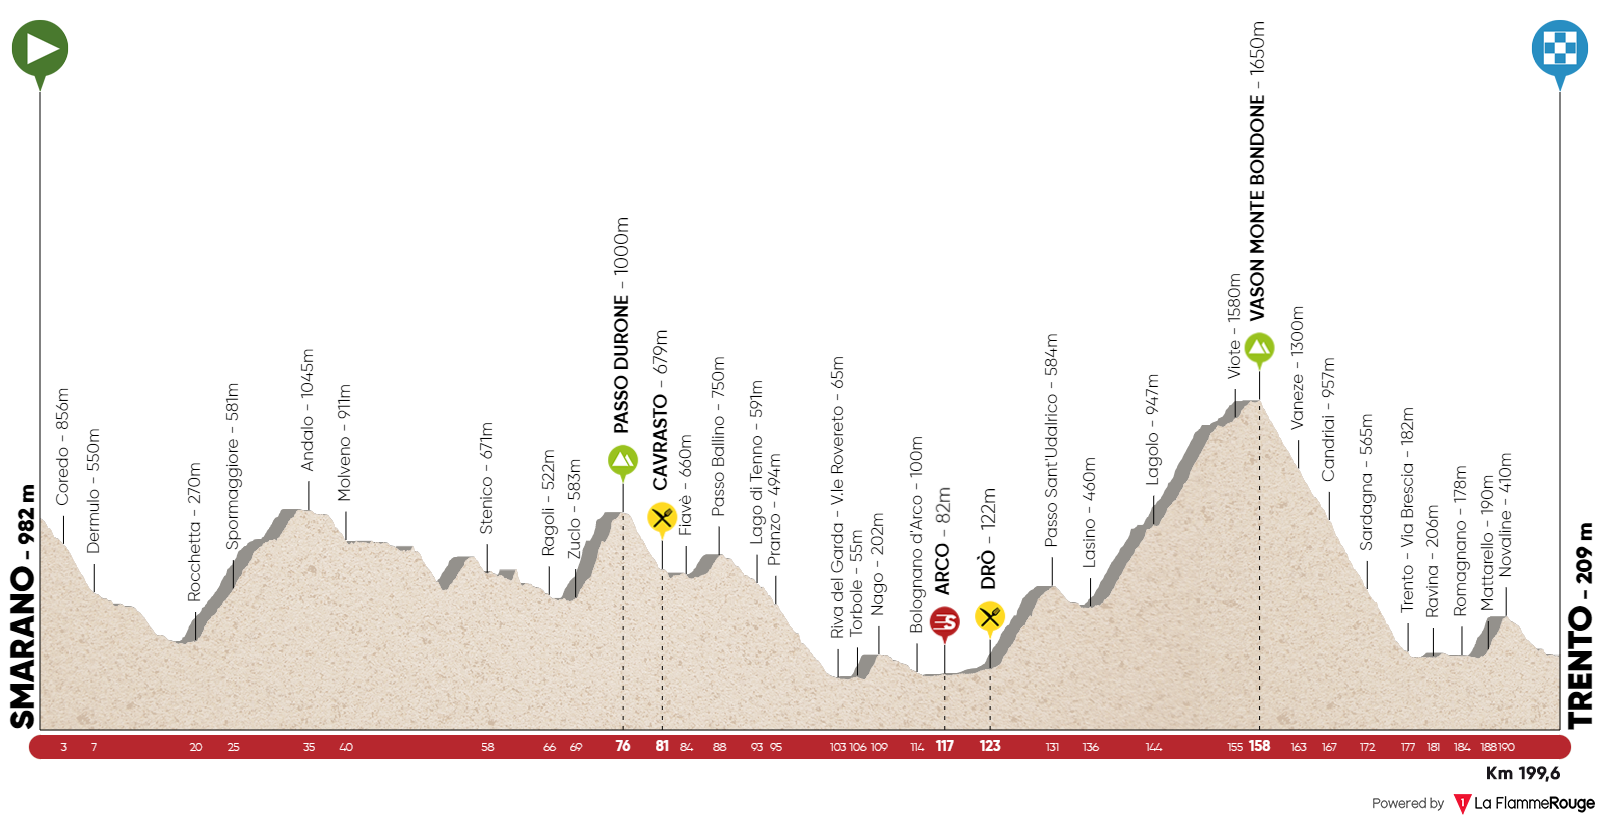 SMARANO - 982 m
Coredo - 856m
Dermulo - 550m
Rocchetta - 270m
Spormaggiore - 581m
Andalo - 1045m
Molveno - 911m
Stenico - 671m
Ragoli - 522m
Zuclo - 583m
PASSO DURONE - 1000m
CAVRASTO - 679m
Fiavè - 660m
Passo Ballino - 750m
Lago di Tenno - 591m
Pranzo - 494m
Riva del Garda - V.le Rovereto - 65m
Torbole - 55m
Nago - 202m
Bolognano d'Arco - 100m
ARCO - 82m
S
DRÒ - 122m
Passo Sant'Udalrico - 584m
Lasino - 460m
Lagolo - 947m
Viote - 1580m
VASON MONTE BONDONE - 1650m
Vaneze - 1300m
Candriai - 957m
Sardagna - 565m
Trento - Via Brescia - 182m
Ravina - 206m
Romagnano - 178m
Mattarello - 190m
Novaline - 410m
TRENTO - 209 m
3 7 20 25 35 40 58 66 69 76 81 84 88 93 95 103 106 109 114 117 123 131 136 144 155 158 163 167 172 177 181 184 188 190
Km 199,6
Powered by 1 La FlammeRouge